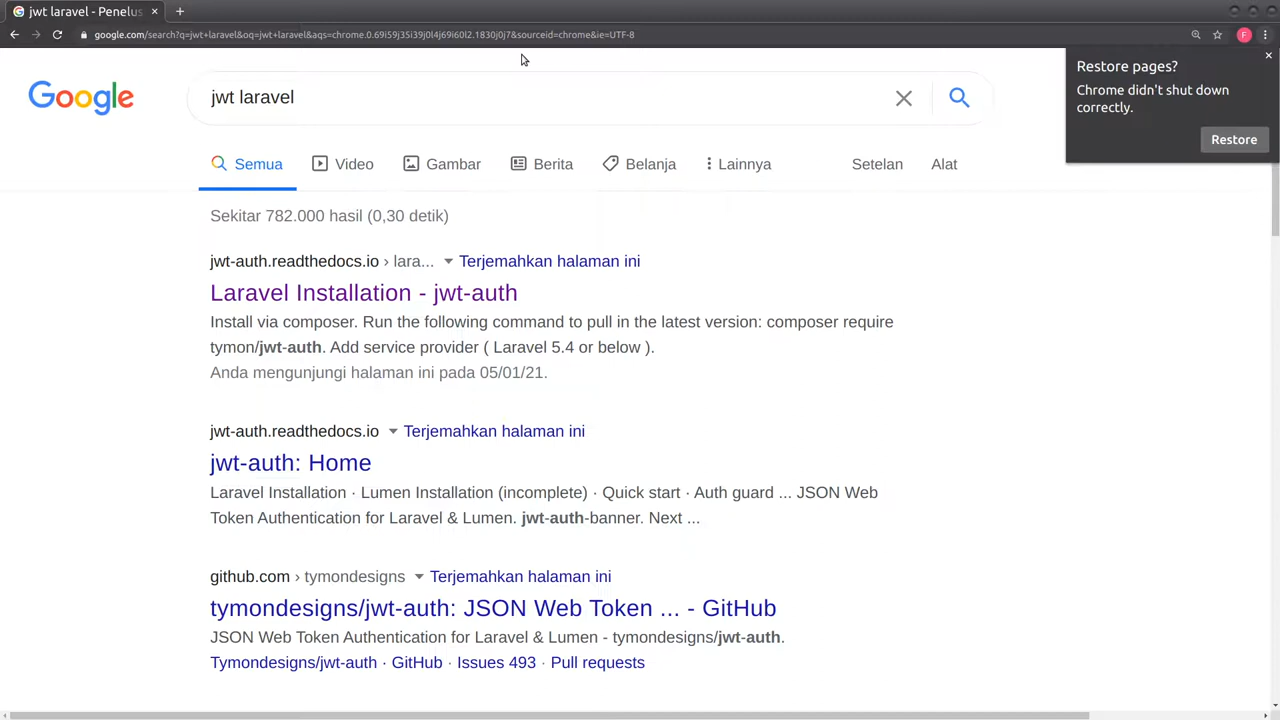 jwt laravel - Penelus
google.com/search?q=jwt+laravel&oq=jwt+laravel&aqs=chrome.0.69i59j35i39j0l4j69i60l2.1830j0j7&sourceid=chrome&ie=UTF-8
F
Restore pages?
Chrome didn't shut down
correctly.
Restore
Google
jwt laravel
Semua
Video
Gambar
Berita
Belanja
Lainnya
Setelan
Alat
Sekitar 782.000 hasil (0,30 detik)
jwt-auth.readthedocs.io › lara... Terjemahkan halaman ini
Laravel Installation - jwt-auth
Install via composer. Run the following command to pull in the latest version: composer require
tymon/jwt-auth. Add service provider ( Laravel 5.4 or below ).
Anda mengunjungi halaman ini pada 05/01/21.
jwt-auth.readthedocs.io Terjemahkan halaman ini
jwt-auth: Home
Laravel Installation · Lumen Installation (incomplete) · Quick start · Auth guard ... JSON Web
Token Authentication for Laravel & Lumen. jwt-auth-banner. Next ...
github.com › tymondesigns Terjemahkan halaman ini
tymondesigns/jwt-auth: JSON Web Token ... - GitHub
JSON Web Token Authentication for Laravel & Lumen - tymondesigns/jwt-auth.
Tymondesigns/jwt-auth · GitHub · Issues 493 · Pull requests